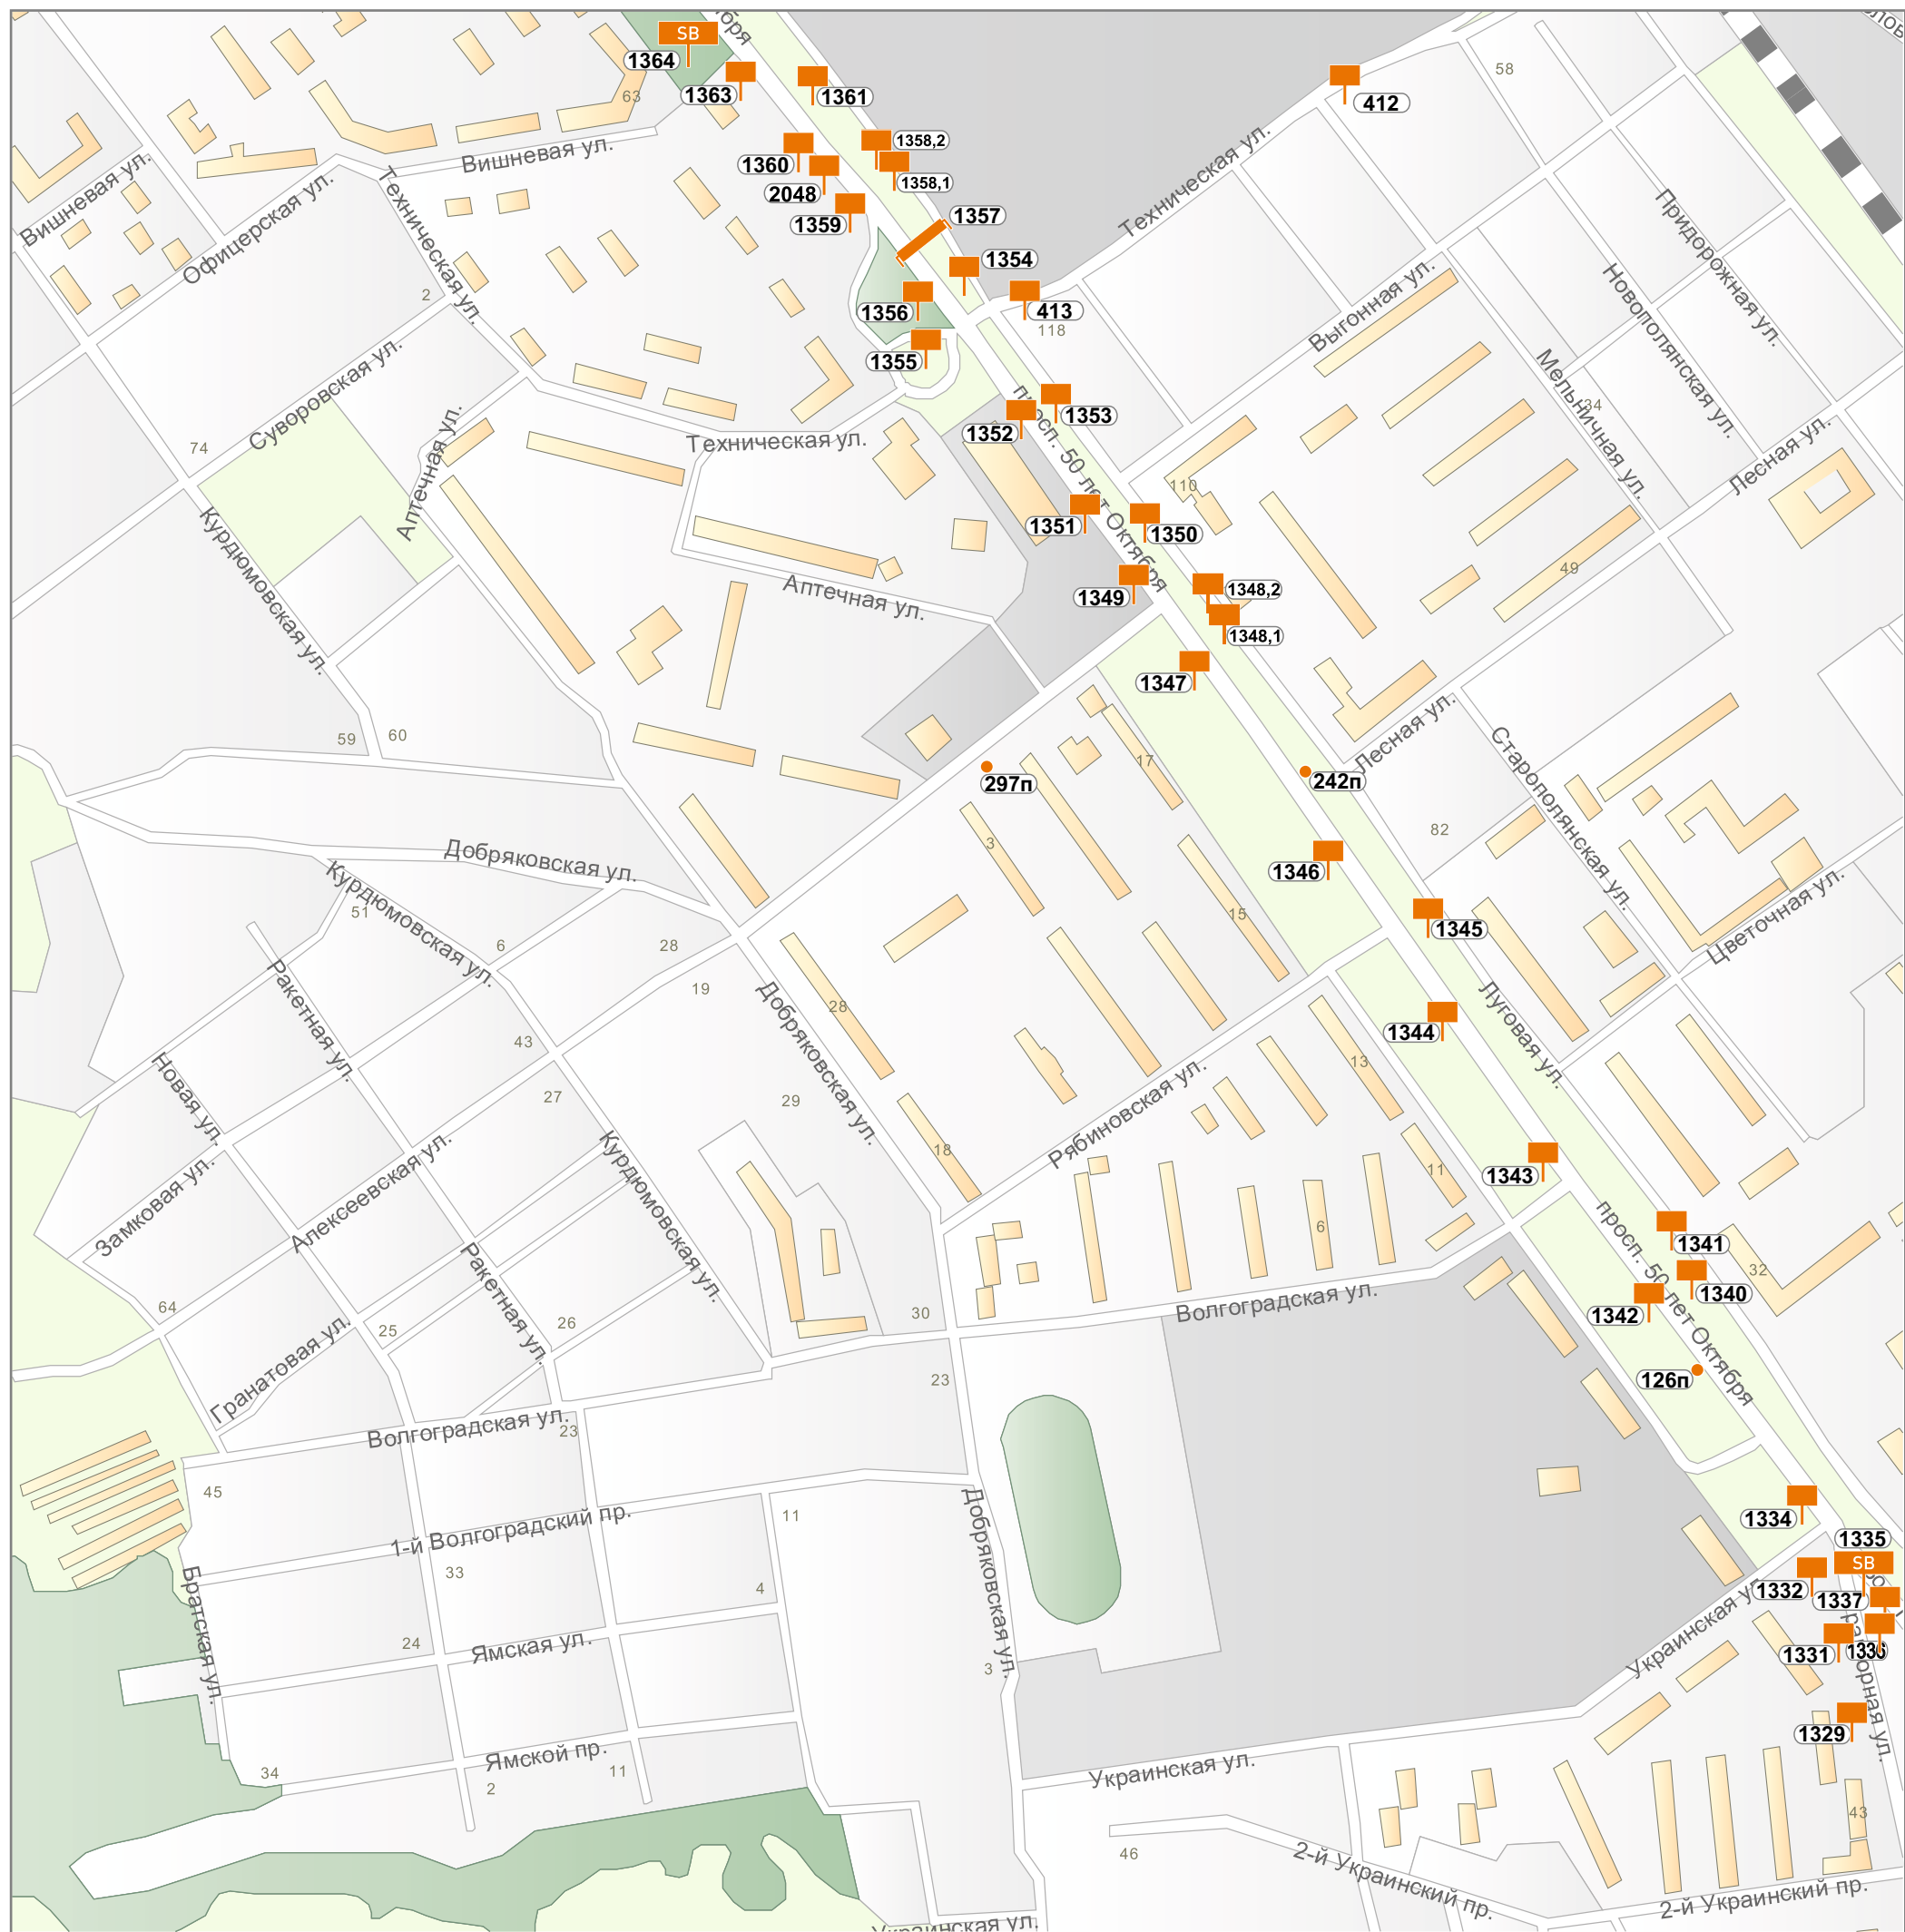 бря
SB
1364
1363
1361
63
58
412
1360
1358,2
2048
1358,1
1359
1357
1354
1356
413
118
1355
Вишневая ул.
Вишневая ул.
Офицерская ул.
Техническая ул.
Техническая ул.
Придорожная ул.
Новополянская ул.
Выгонная ул.
Мельничная ул.
34
2
Суворовская ул.
74
Аптечная ул.
Техническая ул.
1353
1352
просп. 50 лет Октября
110
Лесная ул.
1351
1350
49
Курдюмовская ул.
Аптечная ул.
1349
1348,2
1348,1
1347
59
60
17
297п
242п
Лесная ул.
Старополянская ул.
82
3
1346
Добряковская ул.
Курдюмовская ул.
51
6
28
15
1345
Цветочная ул.
Ракетная ул.
19
28
Добряковская ул.
1344
Луговая ул.
43
13
Новая ул.
27
29
Рябиновская ул.
18
11
1343
Замковая ул.
Алексеевская ул.
Курдюмовская ул.
6
просп. 50 лет Октября
1341
32
1340
1342
Ракетная ул.
64
25
26
30
Волгоградская ул.
Гранатовая ул.
23
126п
Волгоградская ул.
23
45
11
1-й Волгоградский пр.
Добряковская ул.
1334
1335
SB
33
4
1332
1337
Братская ул.
24
Ямская ул.
3
Украинская ул.
1331
1336
1329
Ямской пр.
34
2
11
Украинская ул.
43
46
2-й Украинский пр.
2-й Украинский пр.
Украинская ул.